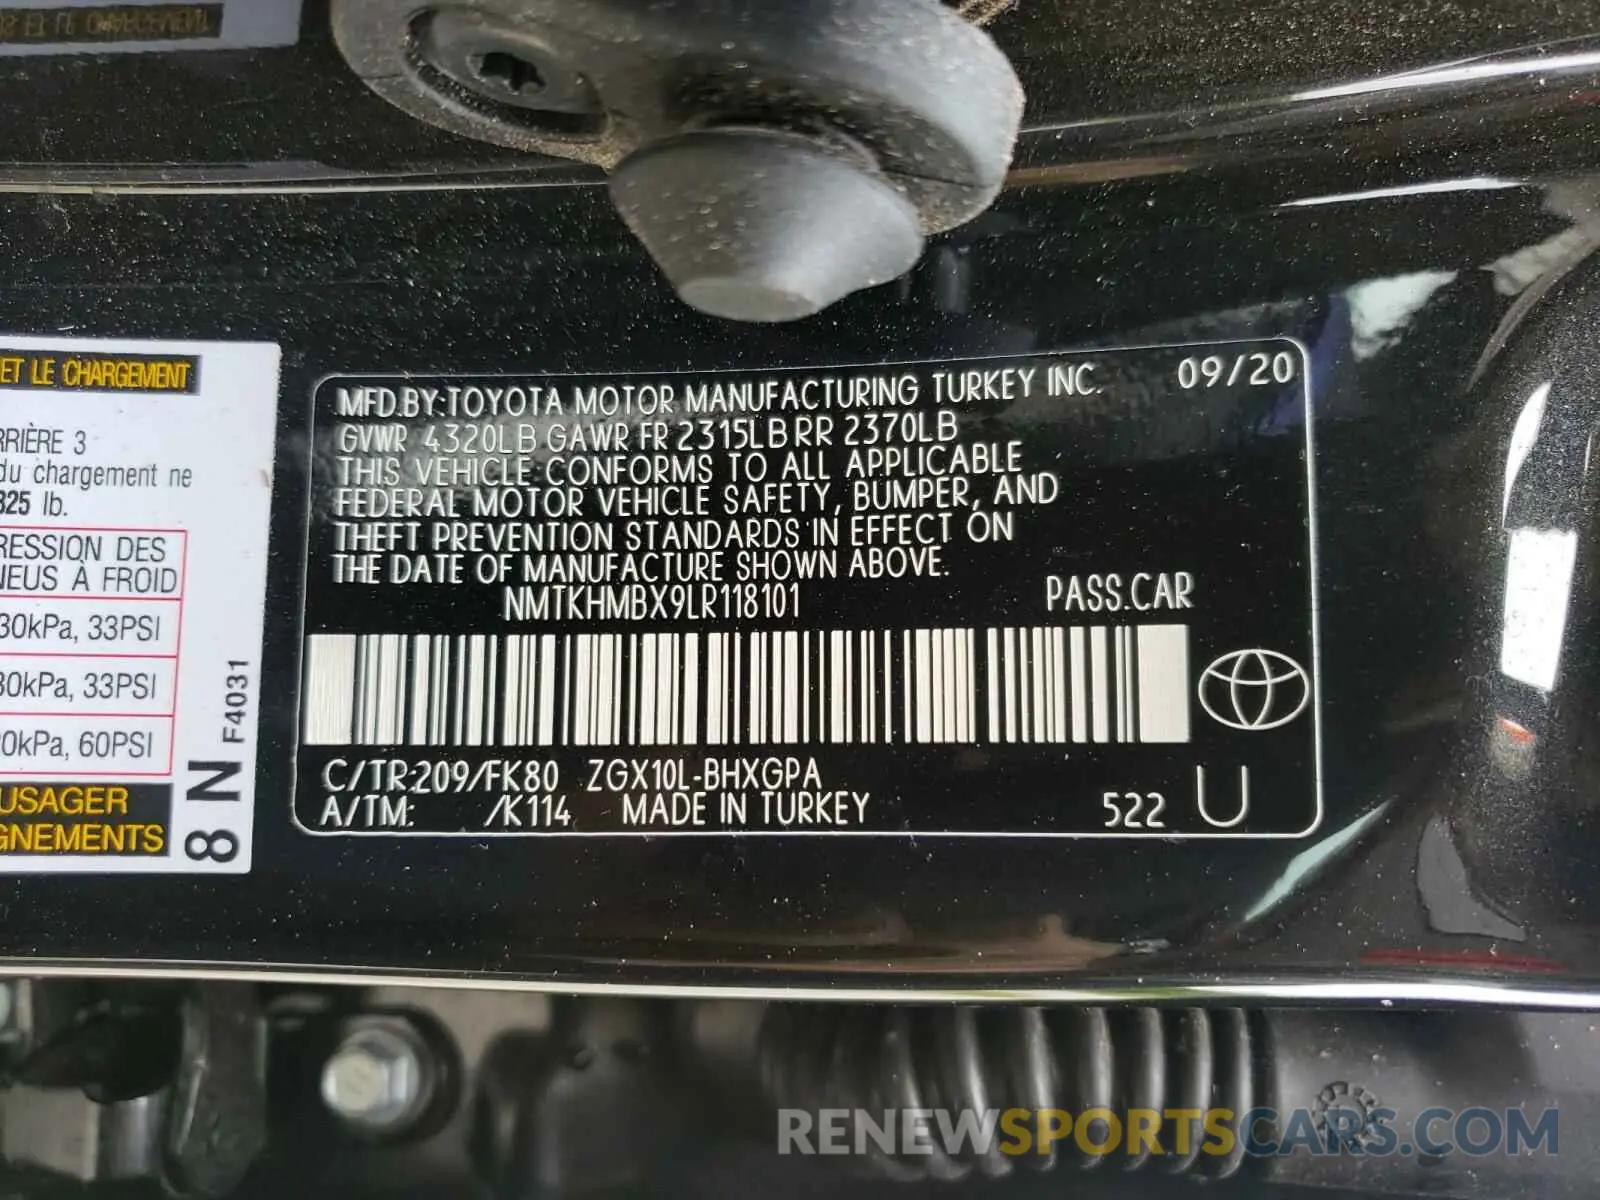 ET LE CHARGEMENT
RRIÈRE 3
du chargement ne
825 lb.
RESSION DES
NEUS À FROID
30kPa, 33PSI
30kPa, 33PSI
20kPa, 60PSI
USAGER
GNEMENTS
8 N
F4031
MFD.BY:TOYOTA MOTOR MANUFACTURING TURKEY INC. 09/20
GVWR 4320LB GAWR FR 2315LB RR 2370LB
THIS VEHICLE CONFORMS TO ALL APPLICABLE
FEDERAL MOTOR VEHICLE SAFETY, BUMPER, AND
THEFT PREVENTION STANDARDS IN EFFECT ON
THE DATE OF MANUFACTURE SHOWN ABOVE.
NMTKHMBX9LR118101 PASS.CAR
C/TR:209/FK80 ZGX10L-BHXGPA
A/TM: /K114 MADE IN TURKEY 522 U
RENEWSPORTSCARS.COM